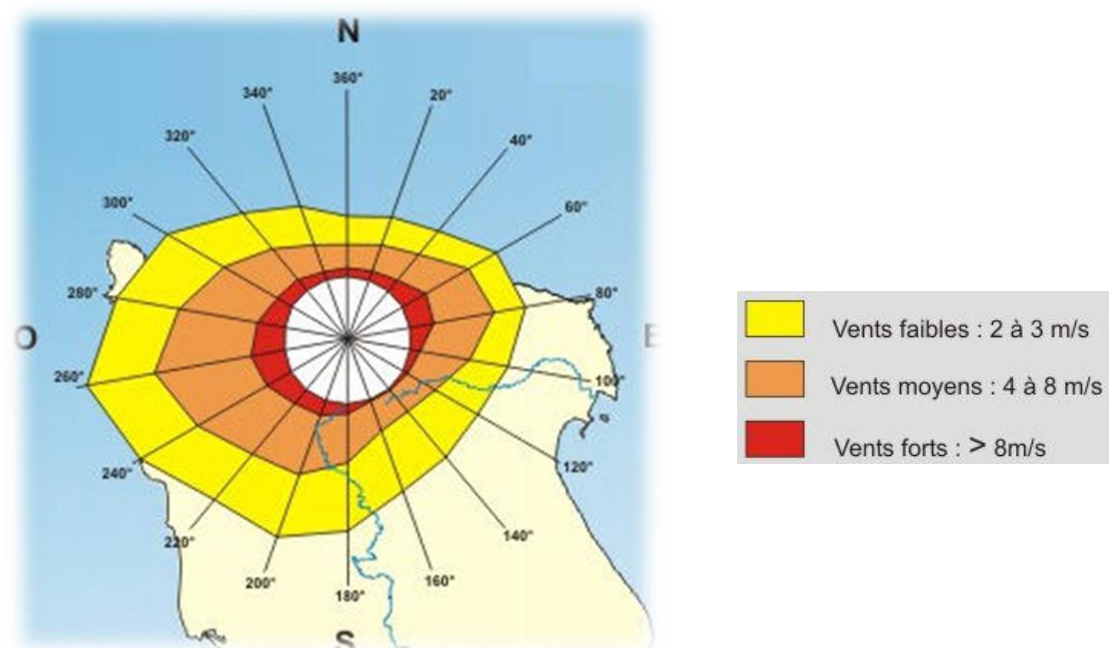 N
360°
340°
20°
320°
40°
300°
60°
280°
80°
O
E
260°
100°
240°
120°
220°
140°
200°
160°
180°
S
Vents faibles : 2 à 3 m/s
Vents moyens : 4 à 8 m/s
Vents forts : > 8m/s